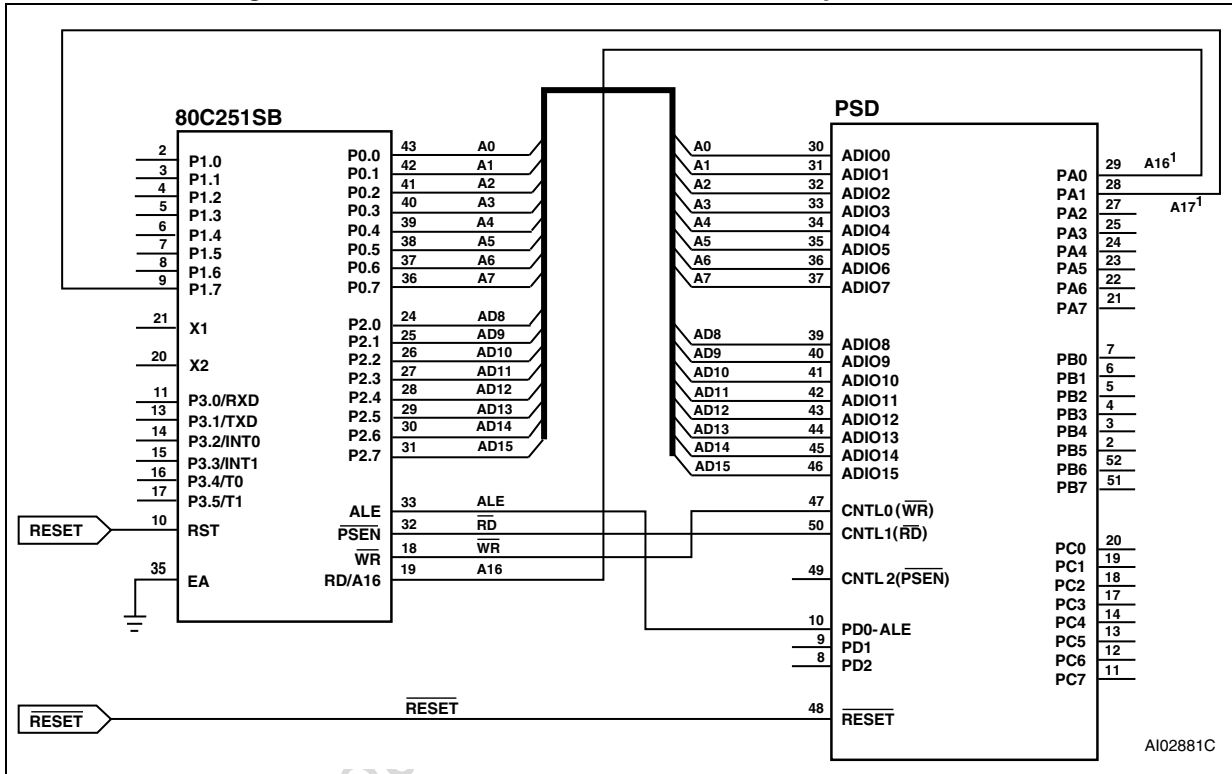 80C251SB
2 P1.0
3 P1.1
4 P1.2
5 P1.3
6 P1.4
7 P1.5
8 P1.6
9 P1.7
21 X1
20 X2
11 P3.0/RXD
13 P3.1/TXD
14 P3.2/INT0
15 P3.3/INT1
16 P3.4/T0
17 P3.5/T1
RESET 10 RST
35 EA
P0.0 43 A0
P0.1 42 A1
P0.2 41 A2
P0.3 40 A3
P0.4 39 A4
P0.5 38 A5
P0.6 37 A6
P0.7 36 A7
P2.0 24 AD8
P2.1 25 AD9
P2.2 26 AD10
P2.3 27 AD11
P2.4 28 AD12
P2.5 29 AD13
P2.6 30 AD14
P2.7 31 AD15
ALE 33 ALE
PSEN 32 RD
WR 18 WR
RD/A16 19 A16
PSD
A0 30 ADIO0
A1 31 ADIO1
A2 32 ADIO2
A3 33 ADIO3
A4 34 ADIO4
A5 35 ADIO5
A6 36 ADIO6
A7 37 ADIO7
AD8 39 ADIO8
AD9 40 ADIO9
AD10 41 ADIO10
AD11 42 ADIO11
AD12 43 ADIO12
AD13 44 ADIO13
AD14 45 ADIO14
AD15 46 ADIO15
47 CNTL0 (WR)
50 CNTL1(RD)
49 CNTL 2(PSEN)
10 PD0-ALE
9 PD1
8 PD2
RESET RESET 48 RESET
PA0 29 A16¹
PA1 28 A17¹
PA2 27
PA3 25
PA4 24
PA5 23
PA6 22
PA7 21
PB0 7
PB1 6
PB2 5
PB3 4
PB4 3
PB5 2
PB6 52
PB7 51
PC0 20
PC1 19
PC2 18
PC3 17
PC4 14
PC5 13
PC6 12
PC7 11
AI02881C